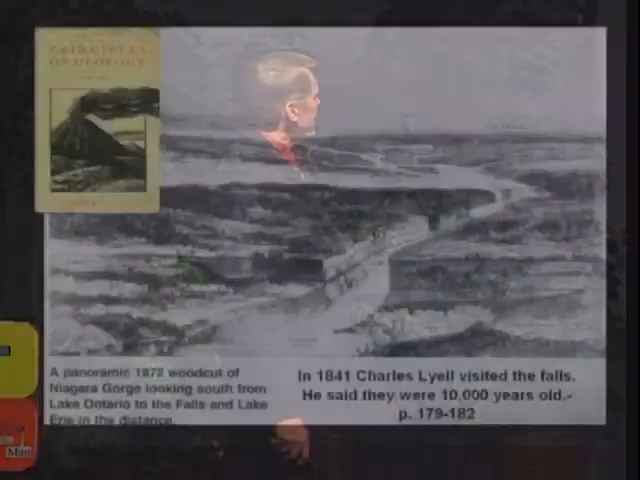 PRINCIPLES
OF GEOLOGY
A panoramic 1872 woodcut of
Niagara Gorge looking south from
Lake Ontario to the Falls and Lake
Erie in the distance.
In 1841 Charles Lyell visited the falls.
He said they were 10,000 years old.-
p. 179-182
Man